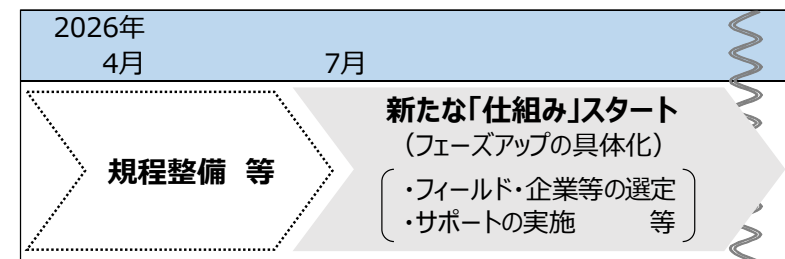 2026年
4月 7月
規程整備 等
新たな「仕組み」スタート
（フェーズアップの具体化）
・フィールド・企業等の選定
・サポートの実施 等